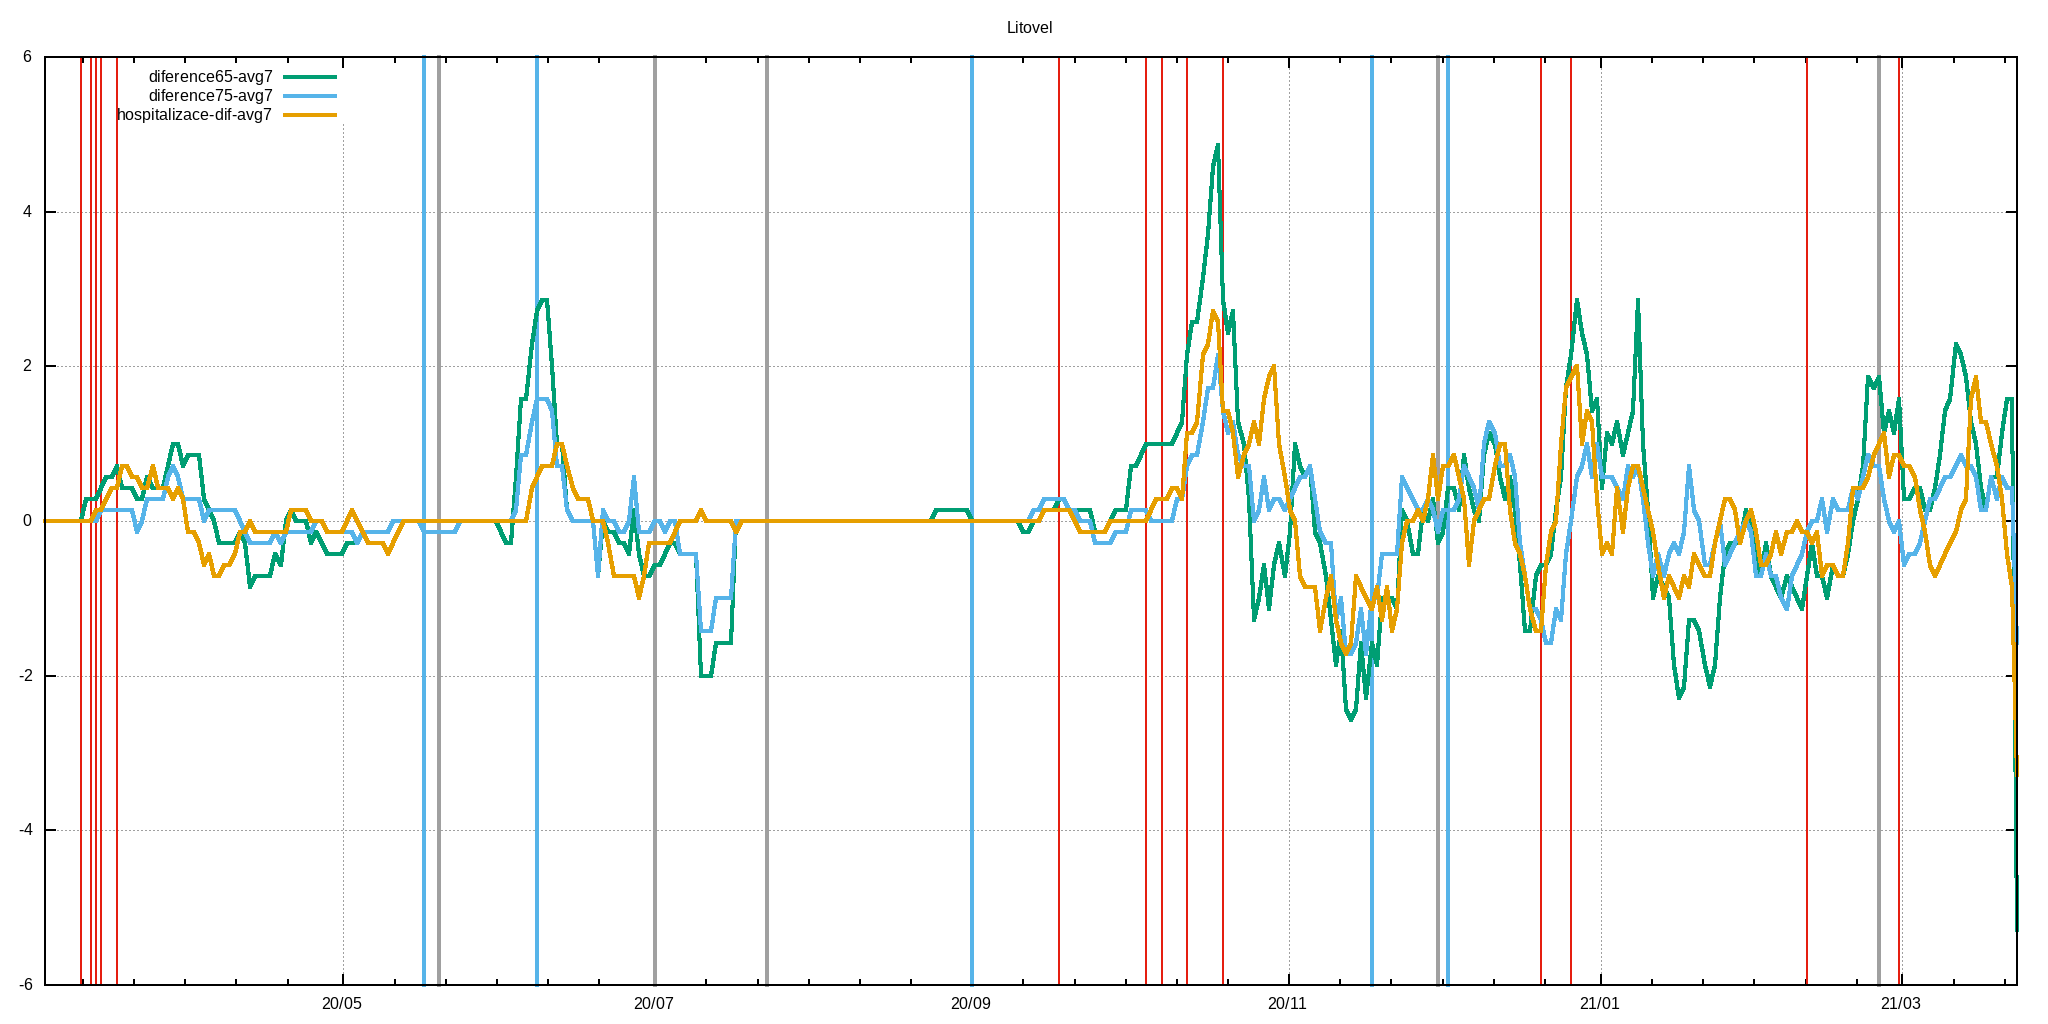 Litovel
6
diference65-avg7
diference75-avg7
hospitalizace-dif-avg7
4
2
0
-2
-4
-6
20/05 20/07 20/09 20/11 21/01 21/03